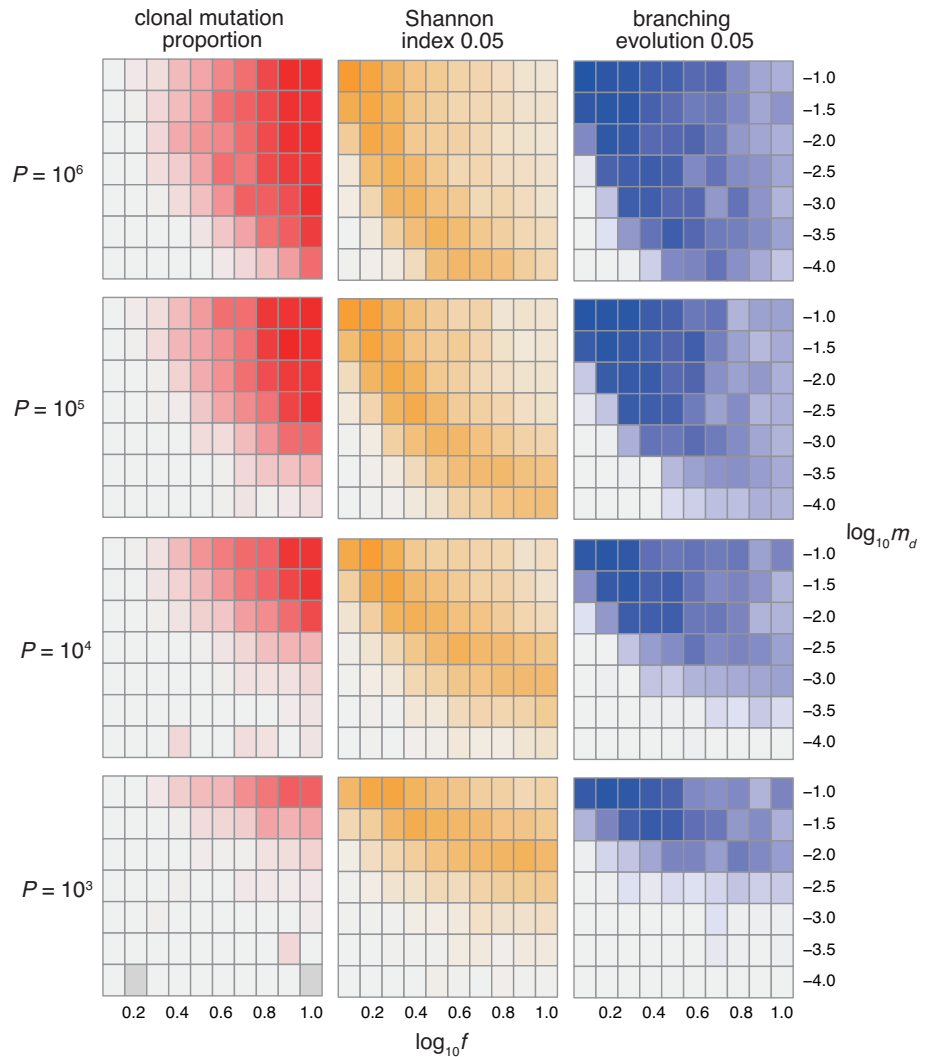 clonal mutation
proportion
Shannon
index 0.05
branching
evolution 0.05
P = 10⁶
−1.0
−1.5
−2.0
−2.5
−3.0
−3.5
−4.0
P = 10⁵
−1.0
−1.5
−2.0
−2.5
−3.0
−3.5
−4.0
log₁₀ m_d
P = 10⁴
−1.0
−1.5
−2.0
−2.5
−3.0
−3.5
−4.0
P = 10³
−1.0
−1.5
−2.0
−2.5
−3.0
−3.5
−4.0
0.2 0.4 0.6 0.8 1.0 0.2 0.4 0.6 0.8 1.0 0.2 0.4 0.6 0.8 1.0
log₁₀ f